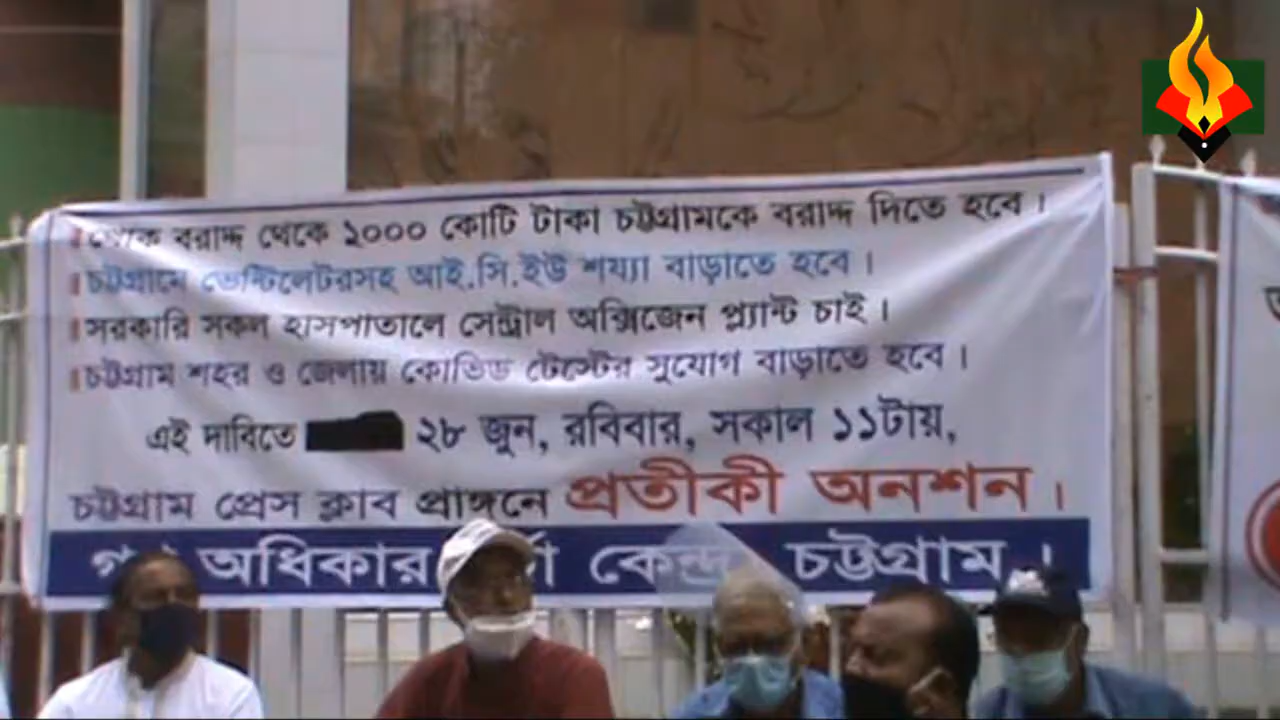 থেকে বরাদ্দ থেকে ১০০০ কোটি টাকা চট্টগ্রামকে বরাদ্দ দিতে হবে।
চট্টগ্রামে ভেন্টিলেটরসহ আই.সি.ইউ শয্যা বাড়াতে হবে।
সরকারি সকল হাসপাতালে সেন্ট্রাল অক্সিজেন প্ল্যান্ট চাই।
চট্টগ্রাম শহর ও জেলায় কোভিড টেস্টের সুযোগ বাড়াতে হবে।
এই দাবিতে ২৮ জুন, রবিবার, সকাল ১১টায়,
চট্টগ্রাম প্রেস ক্লাব প্রাঙ্গনে প্রতীকী অনশন।
অধিকার কেন্দ্র চট্টগ্রাম।